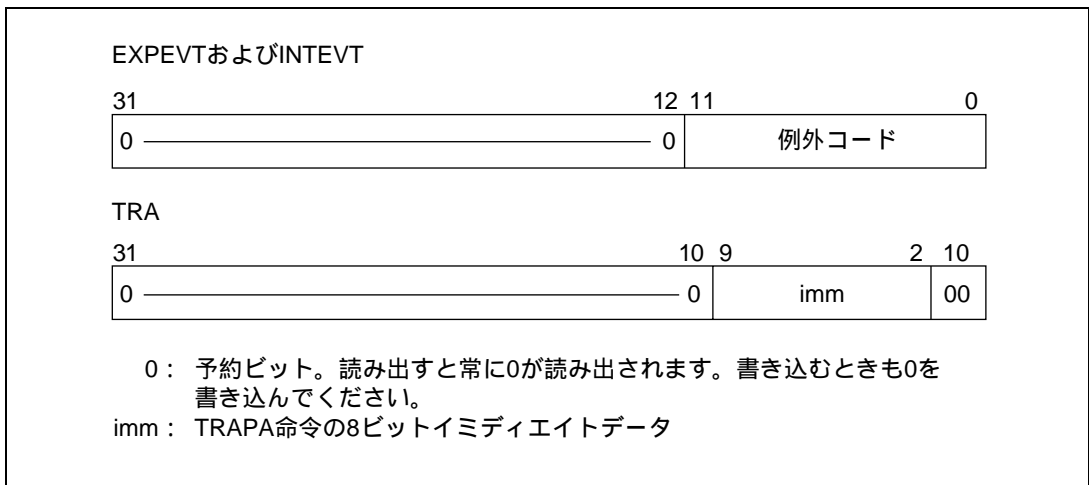 EXPEVTおよびINTEVT
31 12 11 0
0 0 例外コード
TRA
31 10 9 2 10
0 0 imm 00
0： 予約ビット。読み出すと常に0が読み出されます。書き込むときも0を
書き込んでください。
imm： TRAPA命令の8ビットイミディエイトデータ